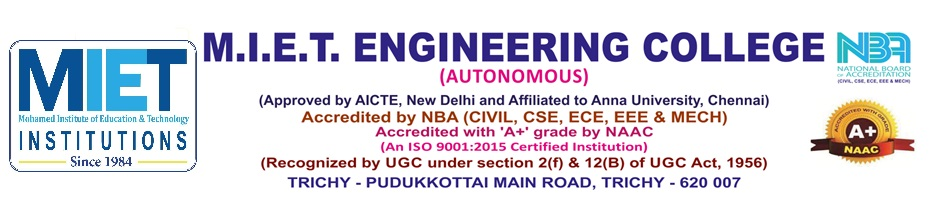 MIET
Mohamed Institute of Education & Technology
INSTITUTIONS
Since 1984
M.I.E.T. ENGINEERING COLLEGE
(AUTONOMOUS)
(Approved by AICTE, New Delhi and Affiliated to Anna University, Chennai)
Accredited by NBA (CIVIL, CSE, ECE, EEE & MECH)
Accredited with 'A+' grade by NAAC
(An ISO 9001:2015 Certified Institution)
(Recognized by UGC under section 2(f) & 12(B) of UGC Act, 1956)
TRICHY - PUDUKKOTTAI MAIN ROAD, TRICHY - 620 007
NBA
NATIONAL BOARD
of ACCREDITATION
(CIVIL, CSE, ECE, EEE & MECH)
ACCREDITED WITH GRADE
A+
NAAC